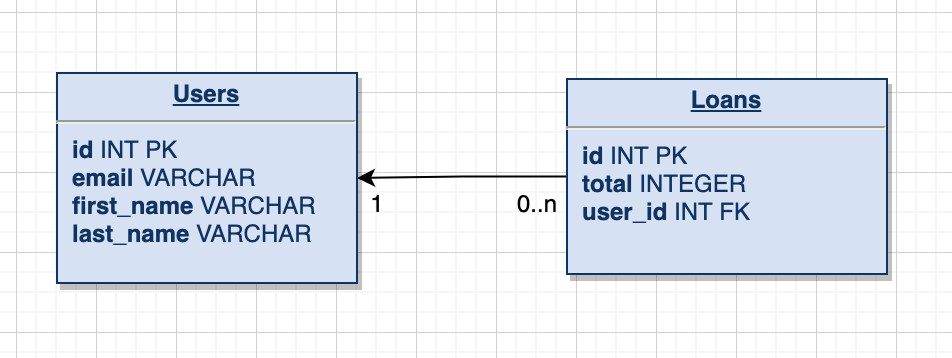 Users
id INT PK
email VARCHAR
first_name VARCHAR
last_name VARCHAR
1
0..n
Loans
id INT PK
total INTEGER
user_id INT FK